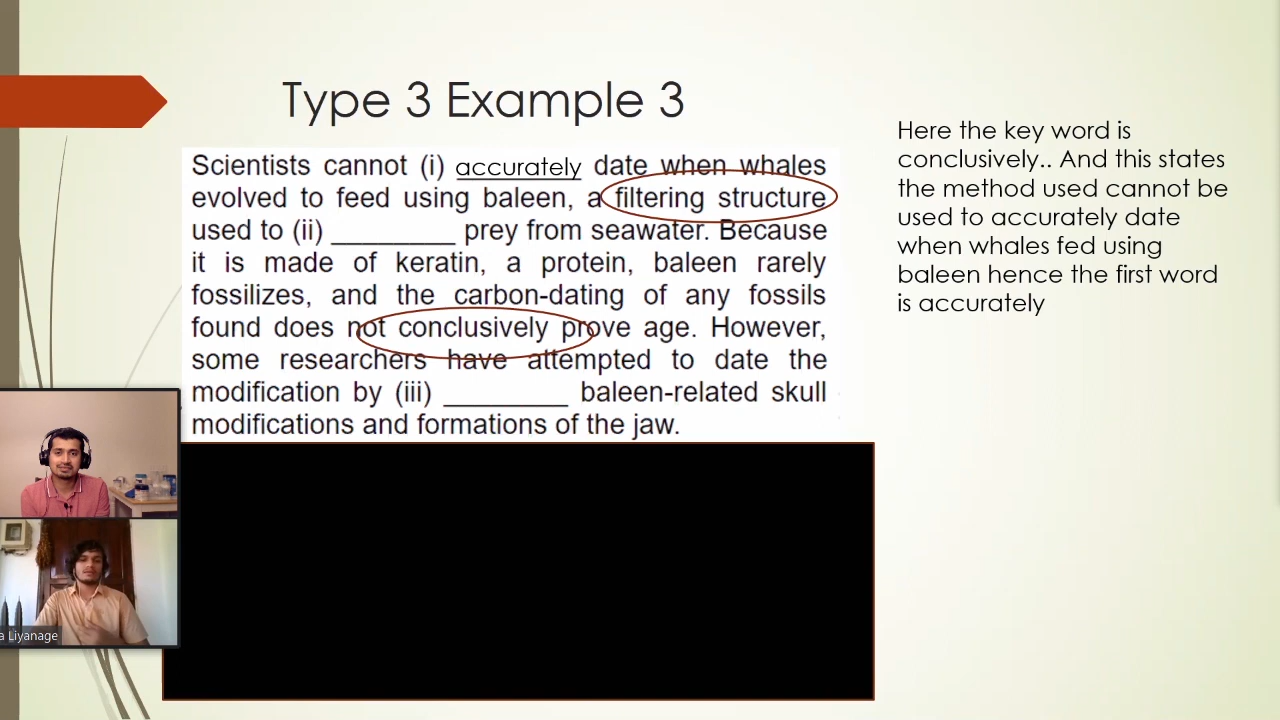 Type 3 Example 3
Scientists cannot (i) accurately date when whales
evolved to feed using baleen, a filtering structure
used to (ii) ________ prey from seawater. Because
it is made of keratin, a protein, baleen rarely
fossilizes, and the carbon-dating of any fossils
found does not conclusively prove age. However,
some researchers have attempted to date the
modification by (iii) ________ baleen-related skull
modifications and formations of the jaw.
Here the key word is
conclusively.. And this states
the method used cannot be
used to accurately date
when whales fed using
baleen hence the first word
is accurately
a Liyanage